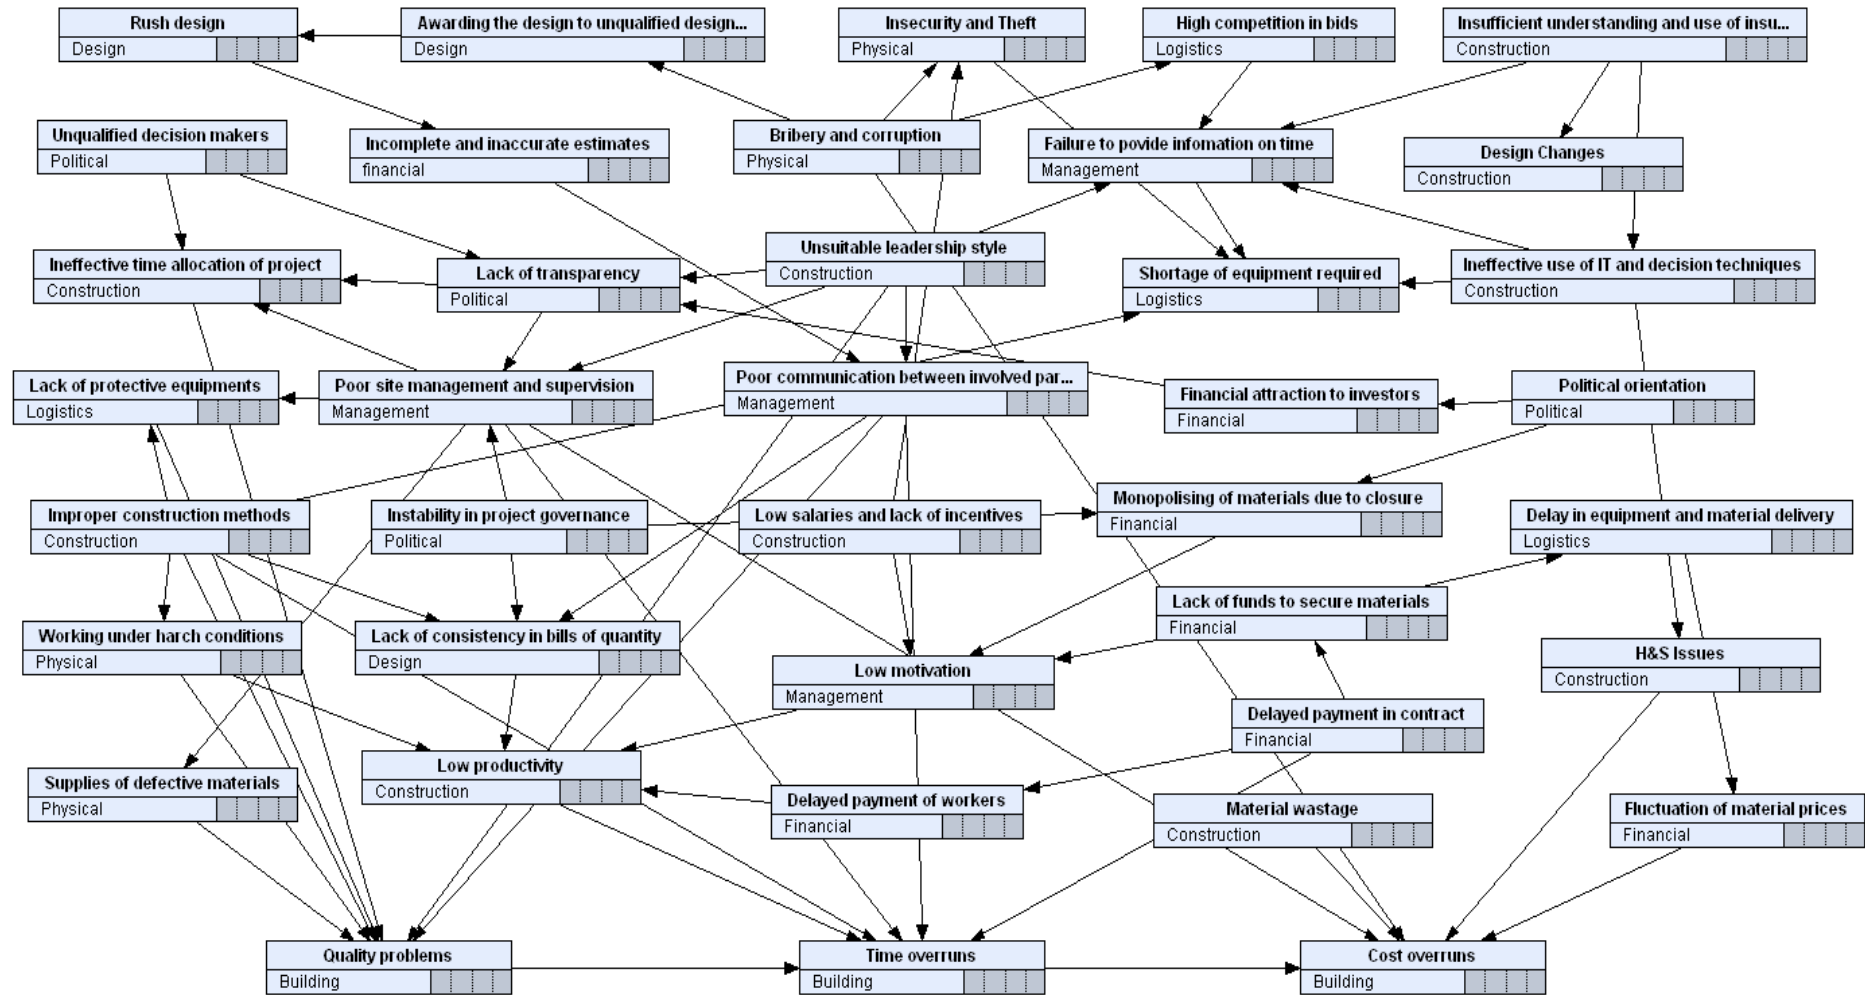 Rush design
Design
Awarding the design to unqualified design...
Design
Insecurity and Theft
Physical
High competition in bids
Logistics
Insufficient understanding and use of insu...
Construction
Unqualified decision makers
Political
Incomplete and inaccurate estimates
financial
Bribery and corruption
Physical
Failure to povide infomation on time
Management
Design Changes
Construction
Ineffective time allocation of project
Construction
Lack of transparency
Political
Unsuitable leadership style
Construction
Shortage of equipment required
Logistics
Ineffective use of IT and decision techniques
Construction
Lack of protective equipments
Logistics
Poor site management and supervision
Management
Poor communication between involved par...
Management
Financial attraction to investors
Financial
Political orientation
Political
Improper construction methods
Construction
Instability in project governance
Political
Low salaries and lack of incentives
Construction
Monopolising of materials due to closure
Financial
Delay in equipment and material delivery
Logistics
Working under harch conditions
Physical
Lack of consistency in bills of quantity
Design
Low motivation
Management
Lack of funds to secure materials
Financial
H&S Issues
Construction
Supplies of defective materials
Physical
Low productivity
Construction
Delayed payment of workers
Financial
Delayed payment in contract
Financial
Material wastage
Construction
Fluctuation of material prices
Financial
Quality problems
Building
Time overruns
Building
Cost overruns
Building